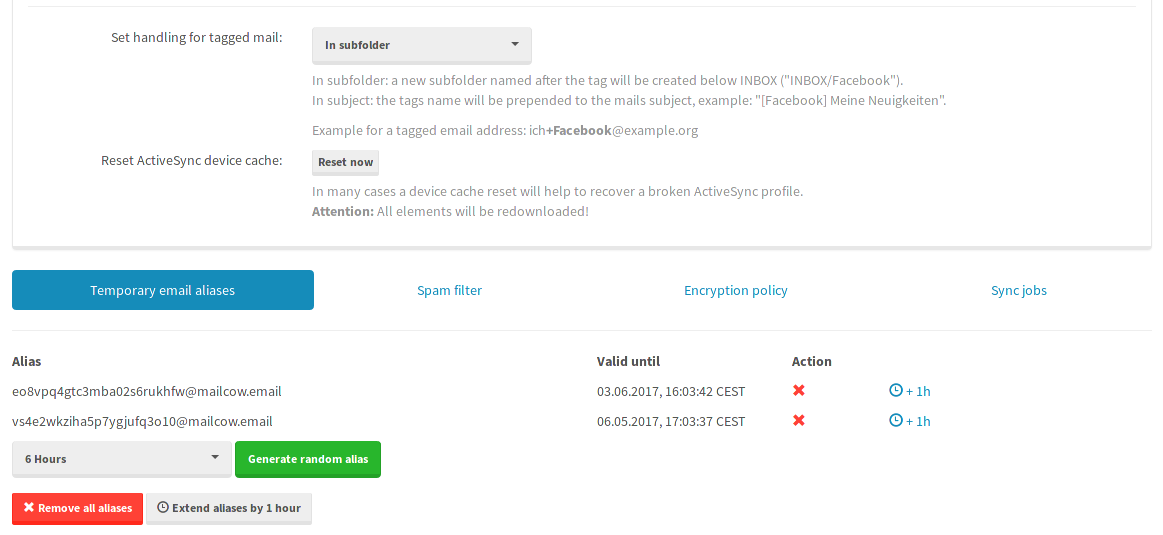 Set handling for tagged mail:
In subfolder
In subfolder: a new subfolder named after the tag will be created below INBOX ("INBOX/Facebook").
In subject: the tags name will be prepended to the mails subject, example: "[Facebook] Meine Neuigkeiten".
Example for a tagged email address: ich+Facebook@example.org
Reset ActiveSync device cache:
Reset now
In many cases a device cache reset will help to recover a broken ActiveSync profile.
Attention: All elements will be redownloaded!
Temporary email aliases Spam filter Encryption policy Sync jobs
Alias Valid until Action
eo8vpq4gtc3mba02s6rukhfw@mailcow.email 03.06.2017, 16:03:42 CEST + 1h
vs4e2wkziha5p7ygjufq3o10@mailcow.email 06.05.2017, 17:03:37 CEST + 1h
6 Hours Generate random alias
Remove all aliases Extend aliases by 1 hour